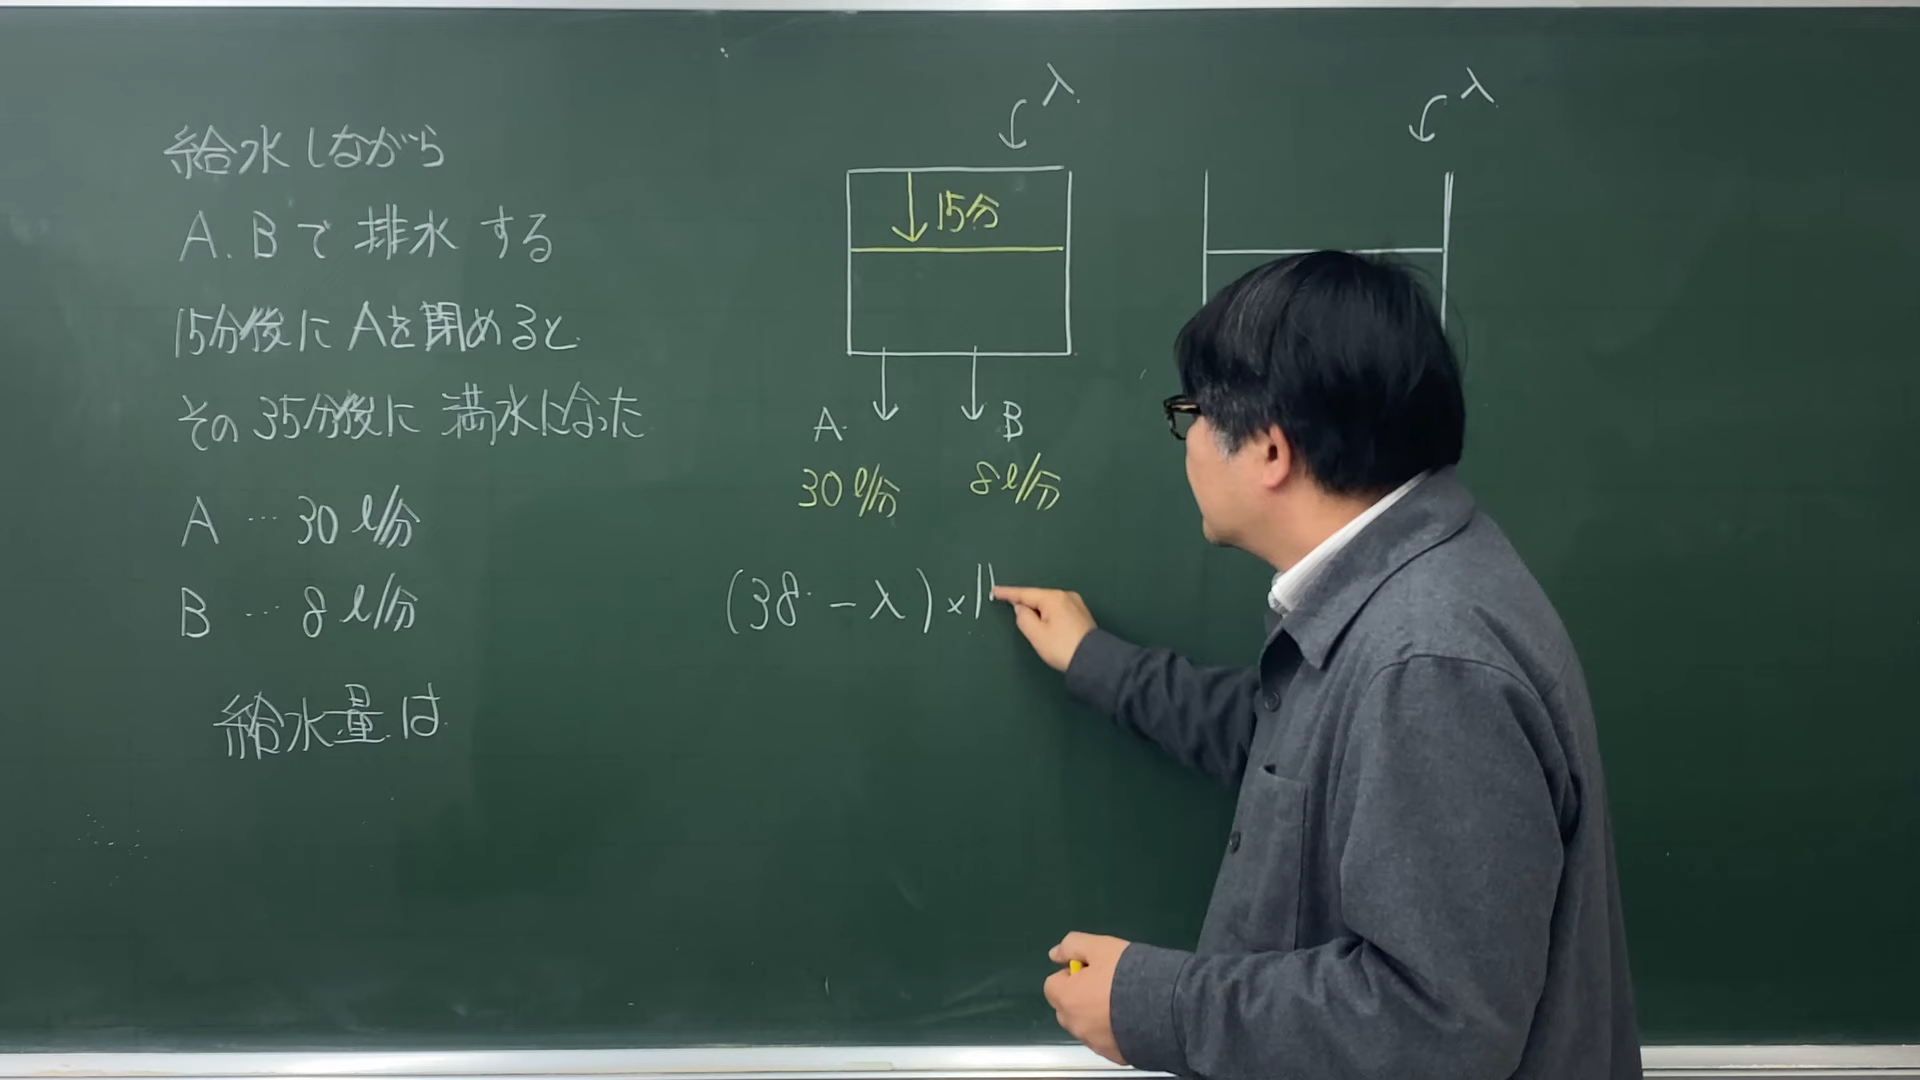 給水しながら
A.Bで排水する
15分後にAを閉めると
その35分後に満水になった
A … 30 ℓ/分
B … 8 ℓ/分
給水量は
入
15分
A
B
30 ℓ/分
8 ℓ/分
(38 - 入) × 1
入